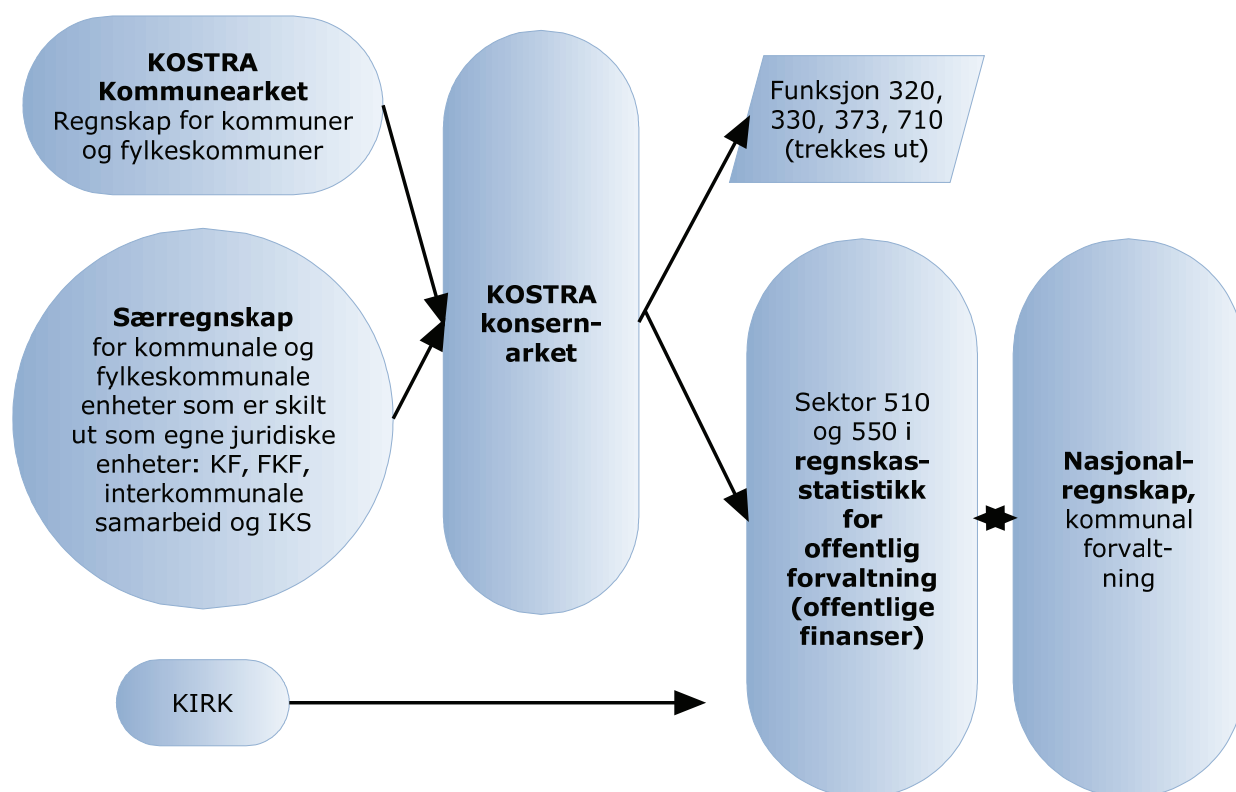 KOSTRA
Kommunearket
Regnskap for kommuner
og fylkeskommuner
Særregnskap
for kommunale og
fylkeskommunale
enheter som er skilt
ut som egne juridiske
enheter: KF, FKF,
interkommunale
samarbeid og IKS
KIRK
KOSTRA
konsern-
arket
Funksjon 320,
330, 373, 710
(trekkes ut)
Sektor 510
og 550 i
regnskas-
statistikk
for
offentlig
forvaltning
(offentlige
finanser)
Nasjonal-
regnskap,
kommunal
forvalt-
ning